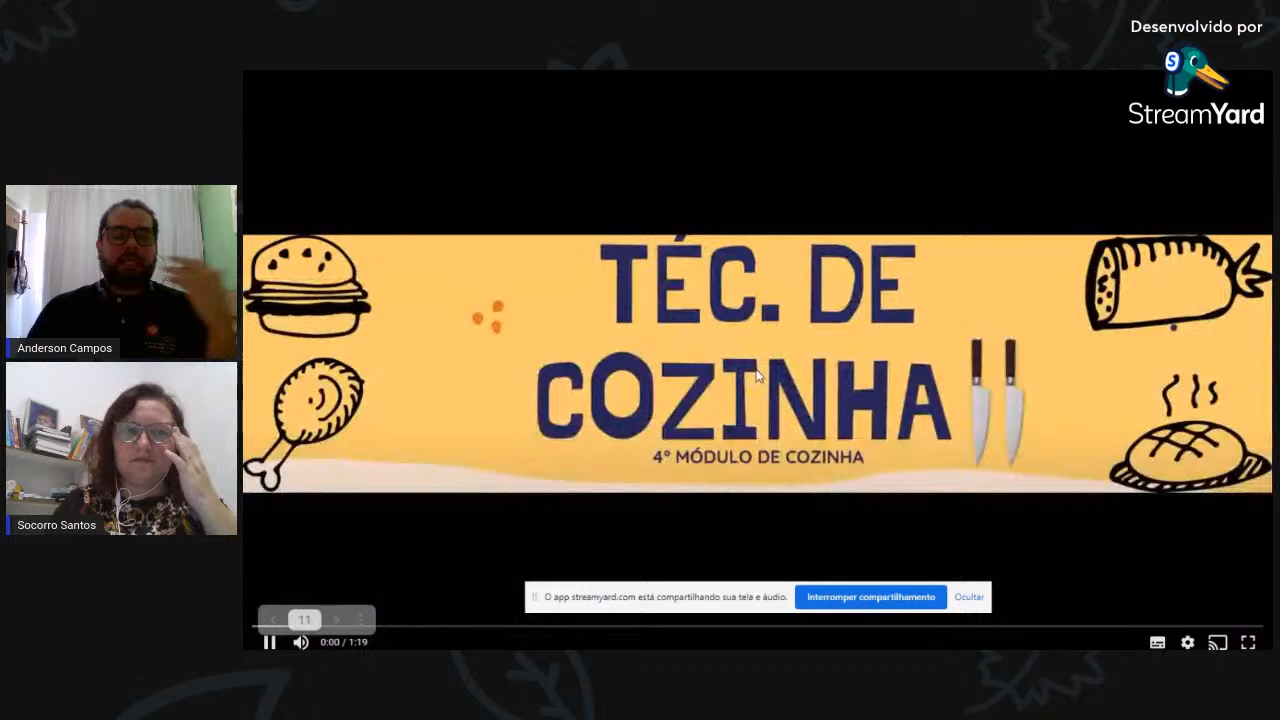 Desenvolvido por
S
StreamYard
Anderson Campos
Socorro Santos
TÉC. DE
COZINHA
4º MÓDULO DE COZINHA
O app streamyard.com está compartilhando sua tela e áudio.
Interromper compartilhamento
Ocultar
11
0:00 / 1:19